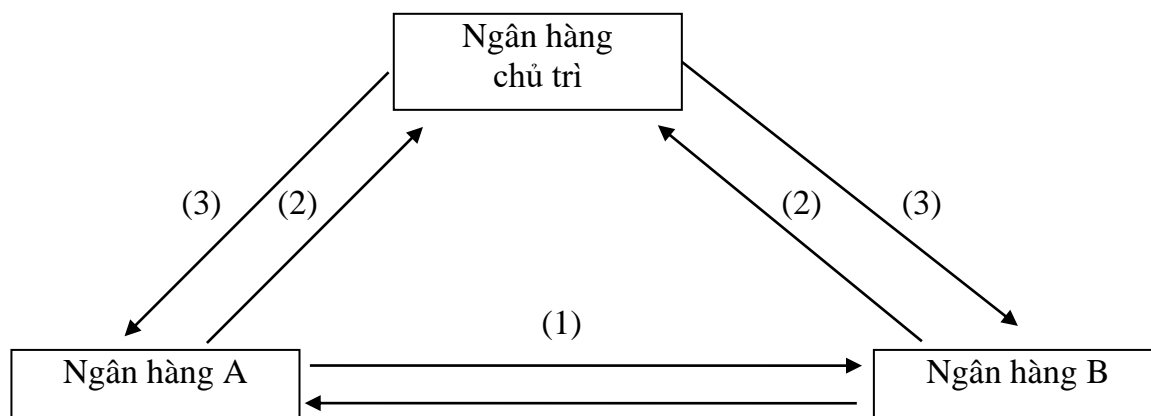 Ngân hàng
chủ trì
(3) (2) (2) (3)
(1)
Ngân hàng A Ngân hàng B